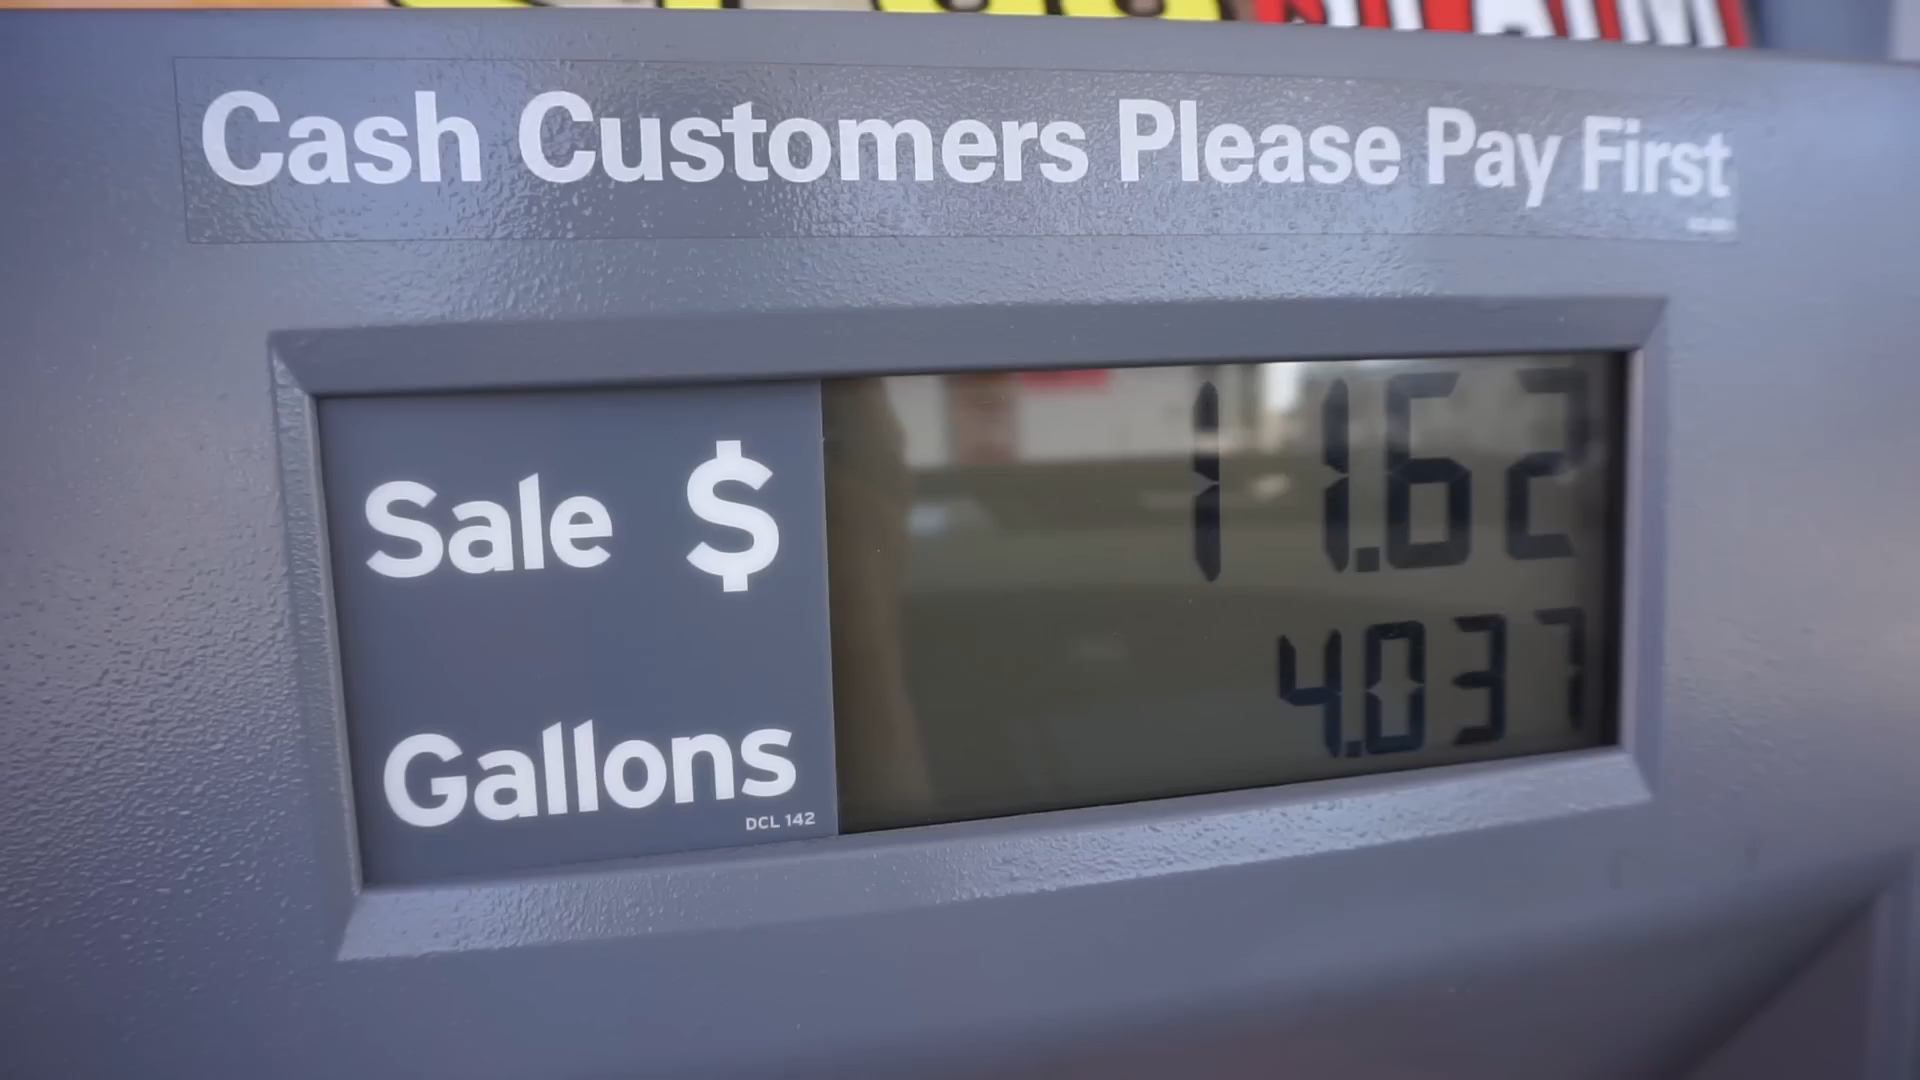 Cash Customers Please Pay First
Sale $ 11.62
Gallons 4.037
DCL 142